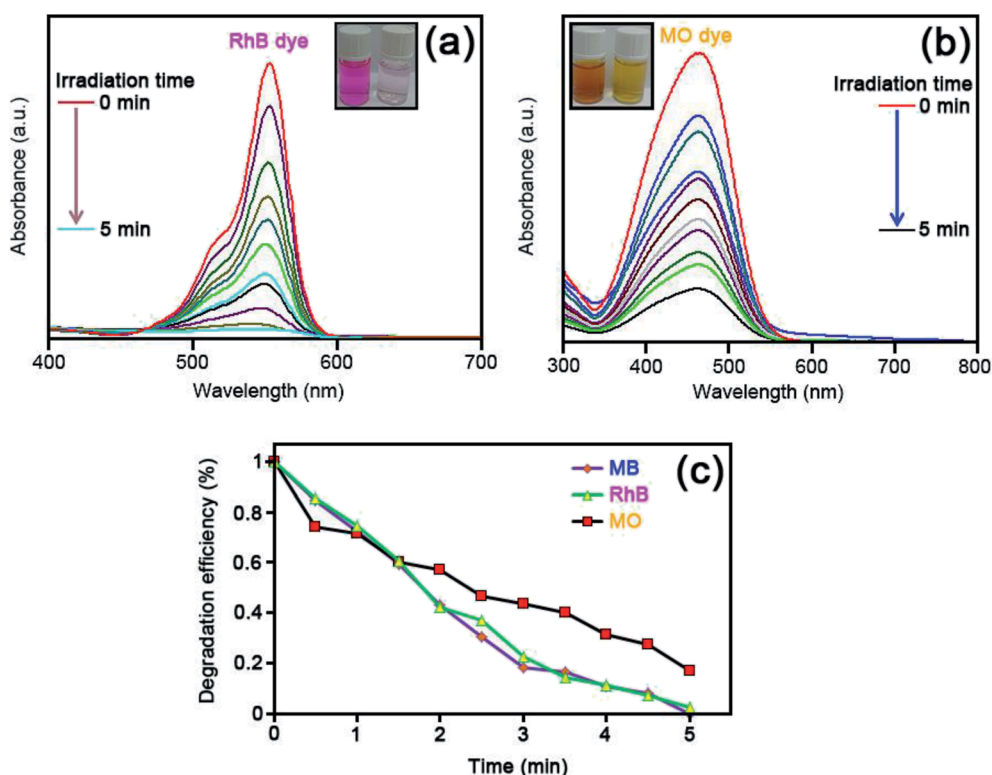 RhB dye
(a)
Irradiation time
0 min
5 min
Absorbance (a.u.)
400
500
600
700
Wavelength (nm)
MO dye
(b)
Irradiation time
0 min
5 min
Absorbance (a.u.)
300
400
500
600
700
800
Wavelength (nm)
(c)
MB
RhB
MO
Degradation efficiency (%)
1
0.8
0.6
0.4
0.2
0
0
1
2
3
4
5
Time (min)